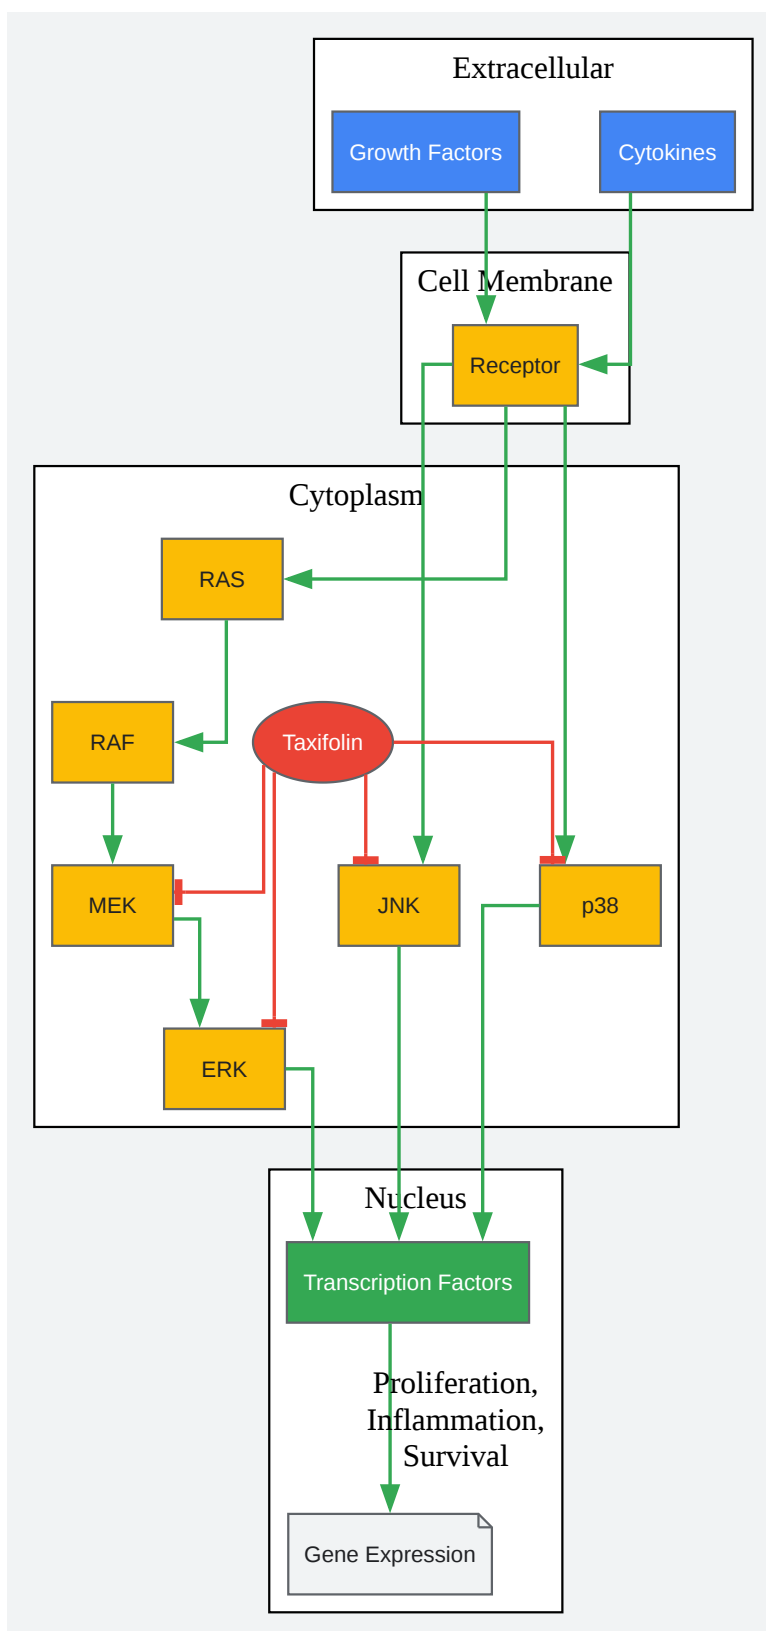 Extracellular
Growth Factors
Cytokines
Cell Membrane
Receptor
Cytoplasm
RAS
RAF
Taxifolin
MEK
JNK
p38
ERK
Nucleus
Transcription Factors
Proliferation,
Inflammation,
Survival
Gene Expression